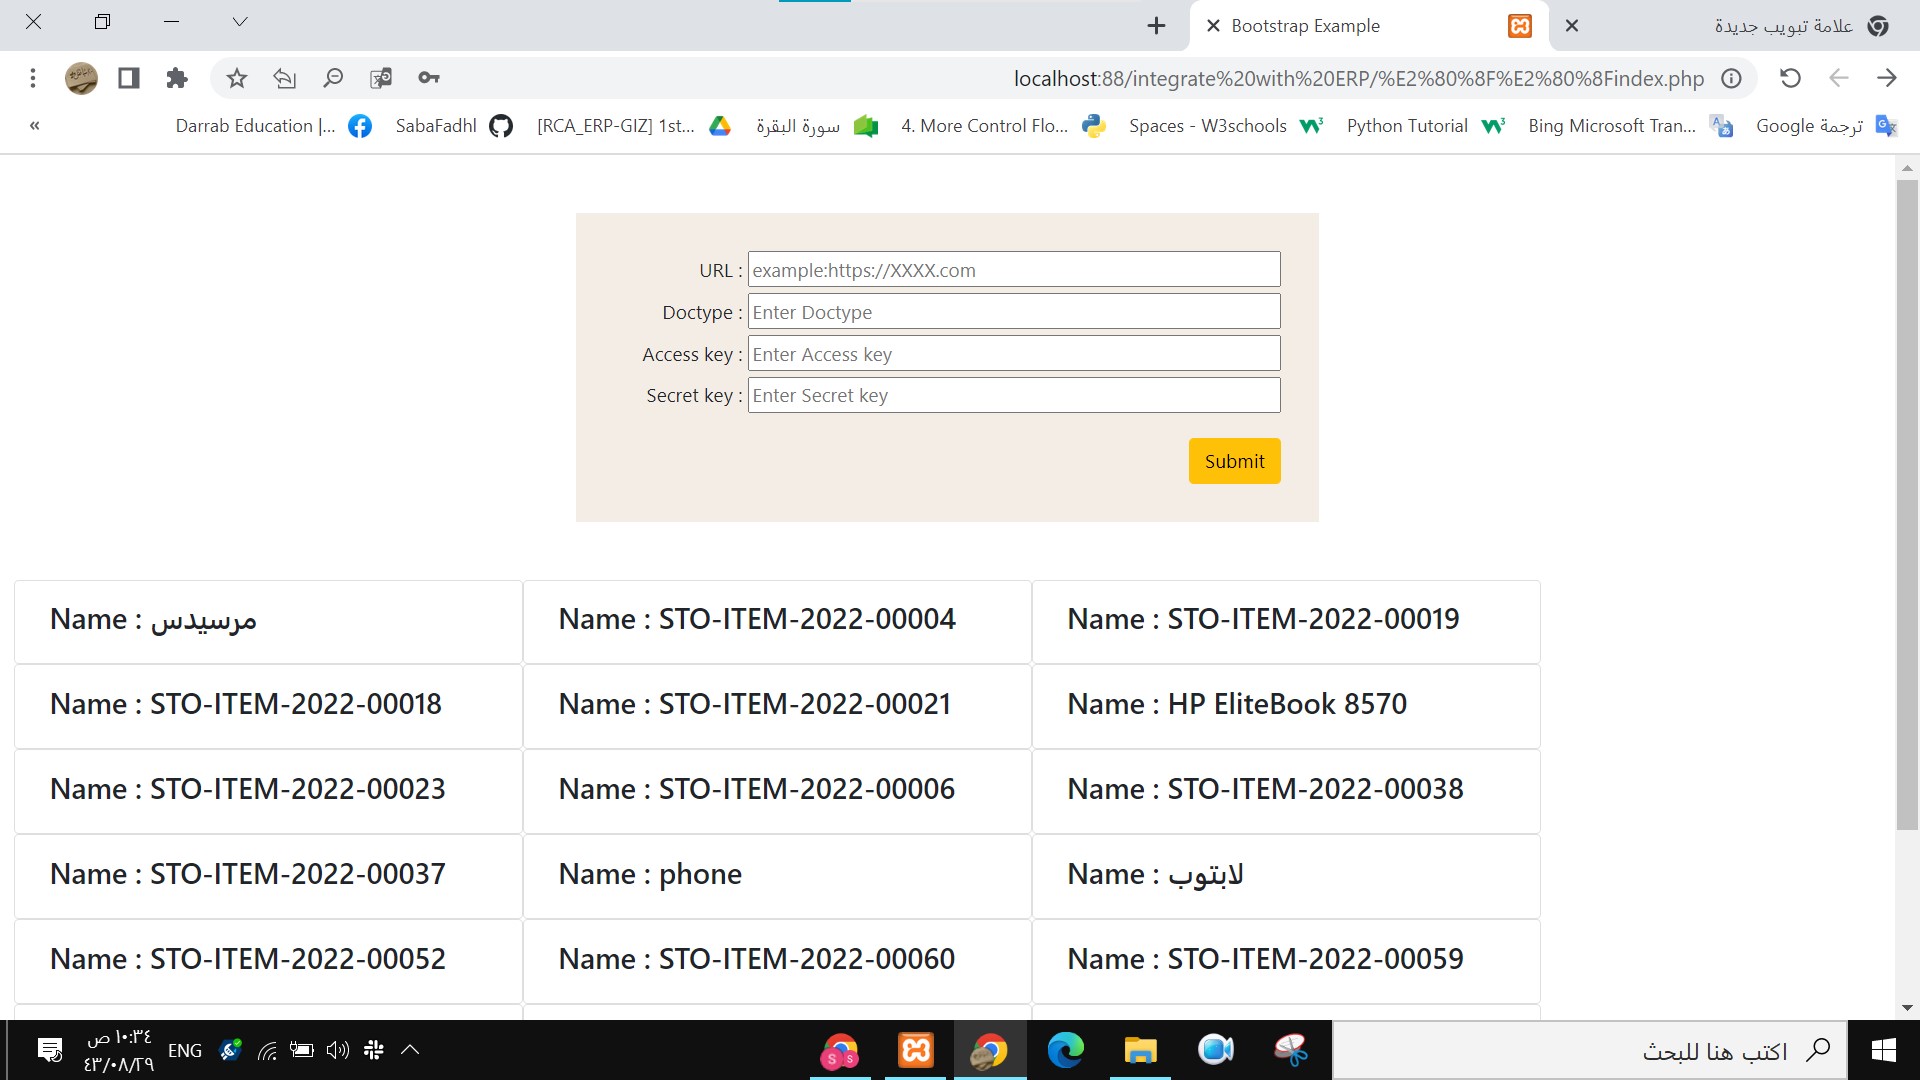 Bootstrap Example
علامة تبويب جديدة
localhost:88/integrate%20with%20ERP/%E2%80%8F%E2%80%8Findex.php
«
Darrab Education |...
SabaFadhl
[RCA_ERP-GIZ] 1st...
سورة البقرة
4. More Control Flo...
Spaces - W3schools
Python Tutorial
Bing Microsoft Tran...
ترجمة Google
URL : example:https://XXXX.com
Doctype : Enter Doctype
Access key : Enter Access key
Secret key : Enter Secret key
Submit
Name : مرسيدس
Name : STO-ITEM-2022-00004
Name : STO-ITEM-2022-00019
Name : STO-ITEM-2022-00018
Name : STO-ITEM-2022-00021
Name : HP EliteBook 8570
Name : STO-ITEM-2022-00023
Name : STO-ITEM-2022-00006
Name : STO-ITEM-2022-00038
Name : STO-ITEM-2022-00037
Name : phone
Name : لابتوب
Name : STO-ITEM-2022-00052
Name : STO-ITEM-2022-00060
Name : STO-ITEM-2022-00059
١٠:٣٤ ص
٤٣/٠٨/٢٩
ENG
اكتب هنا للبحث